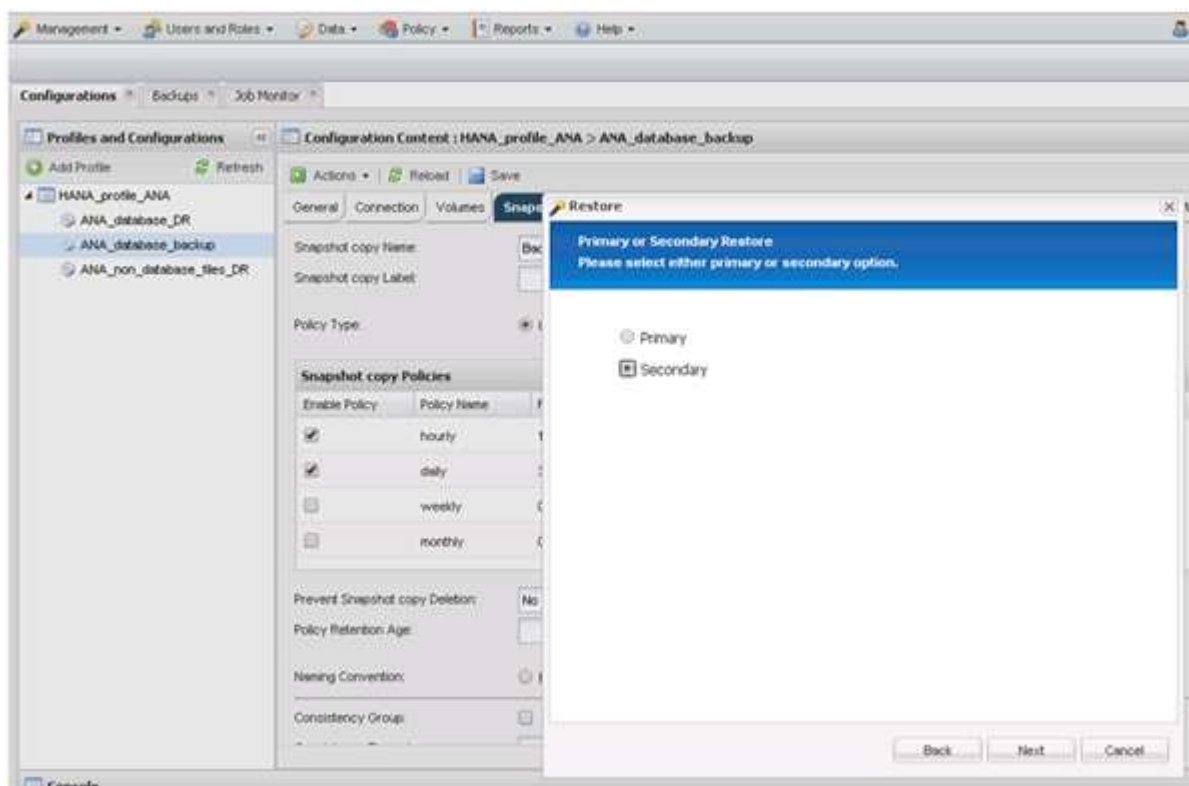 Management Users and Roles Data Policy Reports Help
Configurations Backups Job Monitor
Profiles and Configurations
Add Profile Refresh
HANA_profile_ANA
ANA_database_DR
ANA_database_backup
ANA_non_database_files_DR
Configuration Content : HANA_profile_ANA > ANA_database_backup
Actions Reload Save
General Connection Volumes Snaps
Snapshot copy Name: Bac
Snapshot copy Label:
Policy Type:
Snapshot copy Policies
Enable Policy Policy Name
hourly
daily
weekly
monthly
Prevent Snapshot copy Deletion: No
Policy Retention Age:
Naming Convention:
Consistency Group:
Restore
Primary or Secondary Restore
Please select either primary or secondary option.
Primary
Secondary
Back Next Cancel
Console